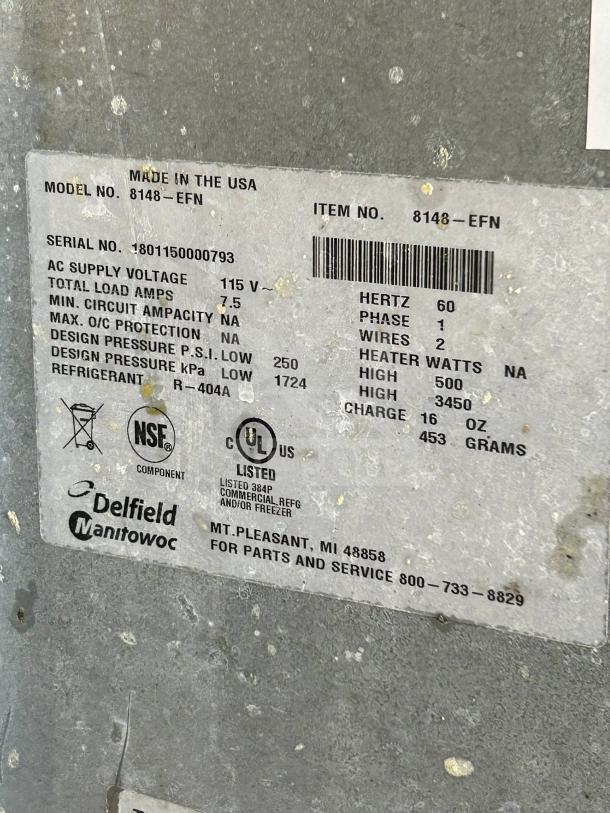 MADE IN THE USA
MODEL NO. 8148-EFN
ITEM NO. 8148-EFN
SERIAL NO. 1801150000793
AC SUPPLY VOLTAGE 115 V~
HERTZ 60
TOTAL LOAD AMPS 7.5
PHASE 1
MIN. CIRCUIT AMPACITY NA
WIRES 2
MAX. O/C PROTECTION NA
HEATER WATTS NA
DESIGN PRESSURE P.S.I. LOW 250
HIGH 500
DESIGN PRESSURE kPa LOW 1724
HIGH 3450
REFRIGERANT R-404A
CHARGE 16 OZ
453 GRAMS
NSF®
COMPONENT
C UL US
LISTED
LISTED 384P
COMMERCIAL REFG
AND/OR FREEZER
Delfield
Manitowoc
MT.PLEASANT, MI 48858
FOR PARTS AND SERVICE 800-733-8829